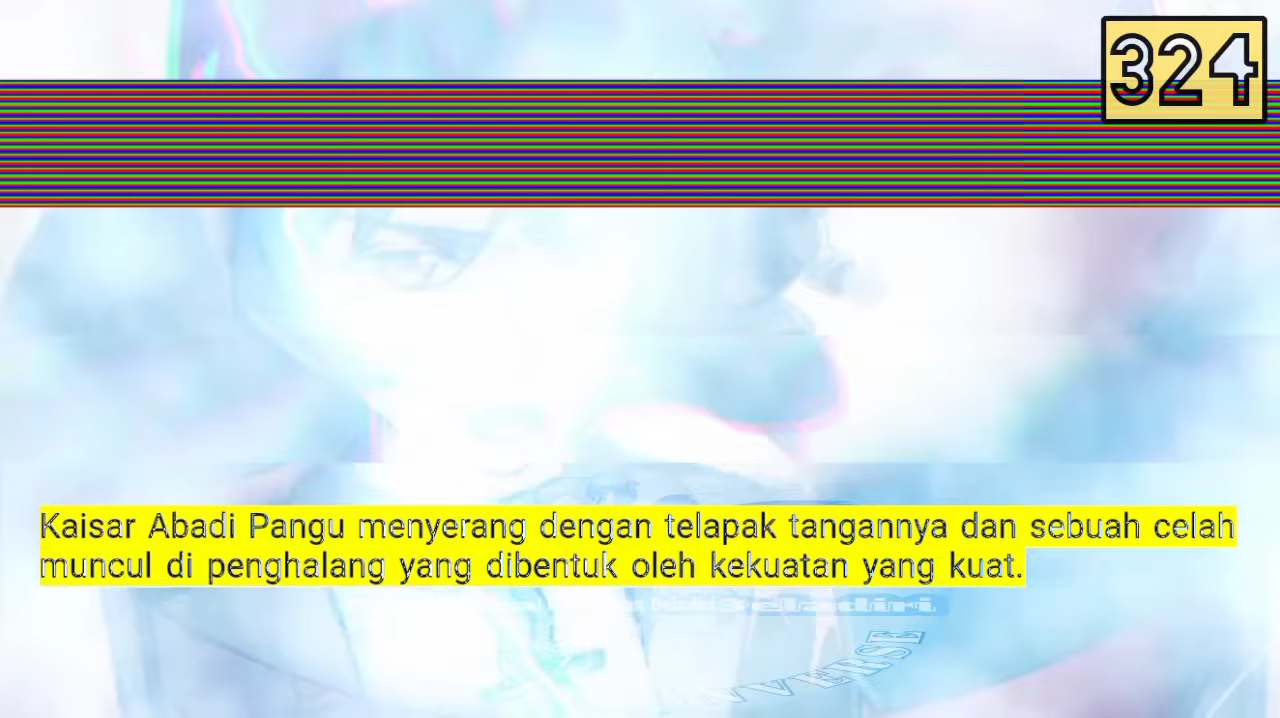 324
Kaisar Abadi Pangu menyerang dengan telapak tangannya dan sebuah celah
muncul di penghalang yang dibentuk oleh kekuatan yang kuat.